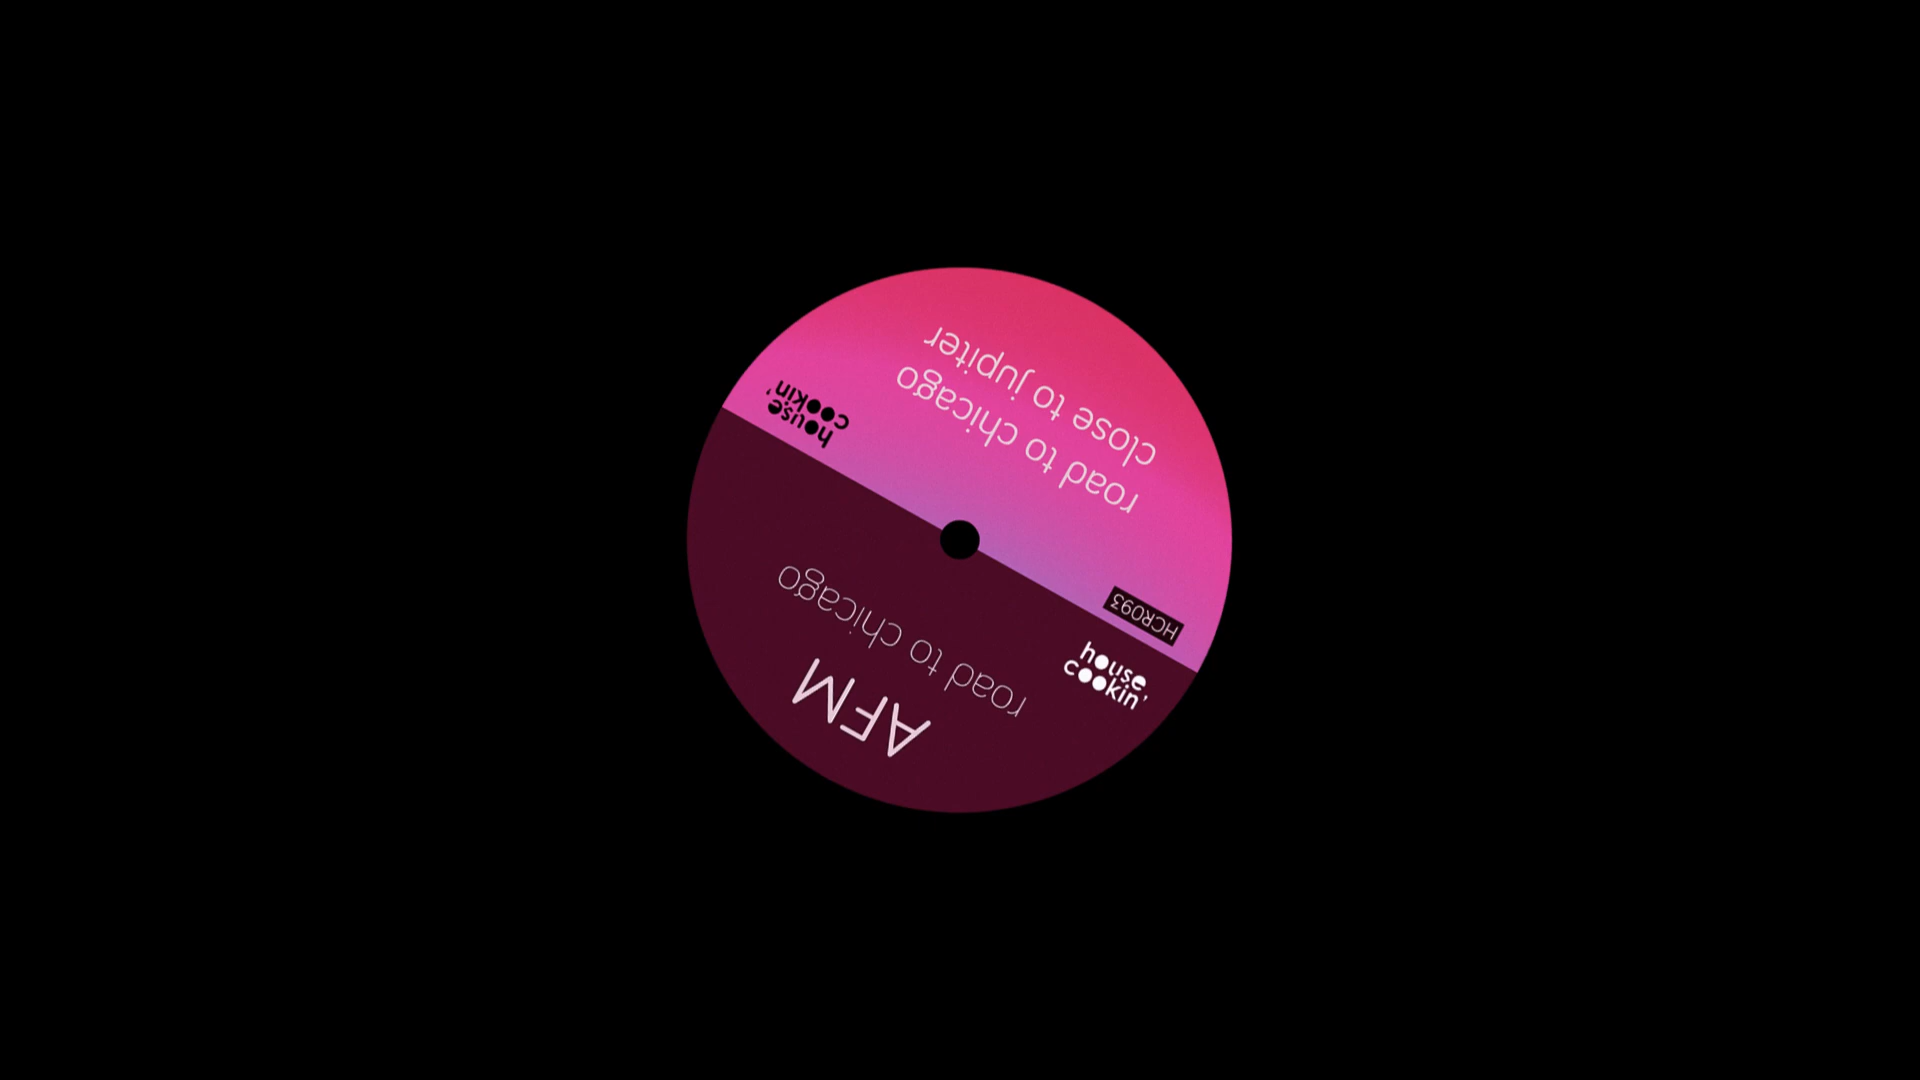 AFM
road to chicago
house
cookin'
HCR093
road to chicago
close to jupiter
house
cookin'